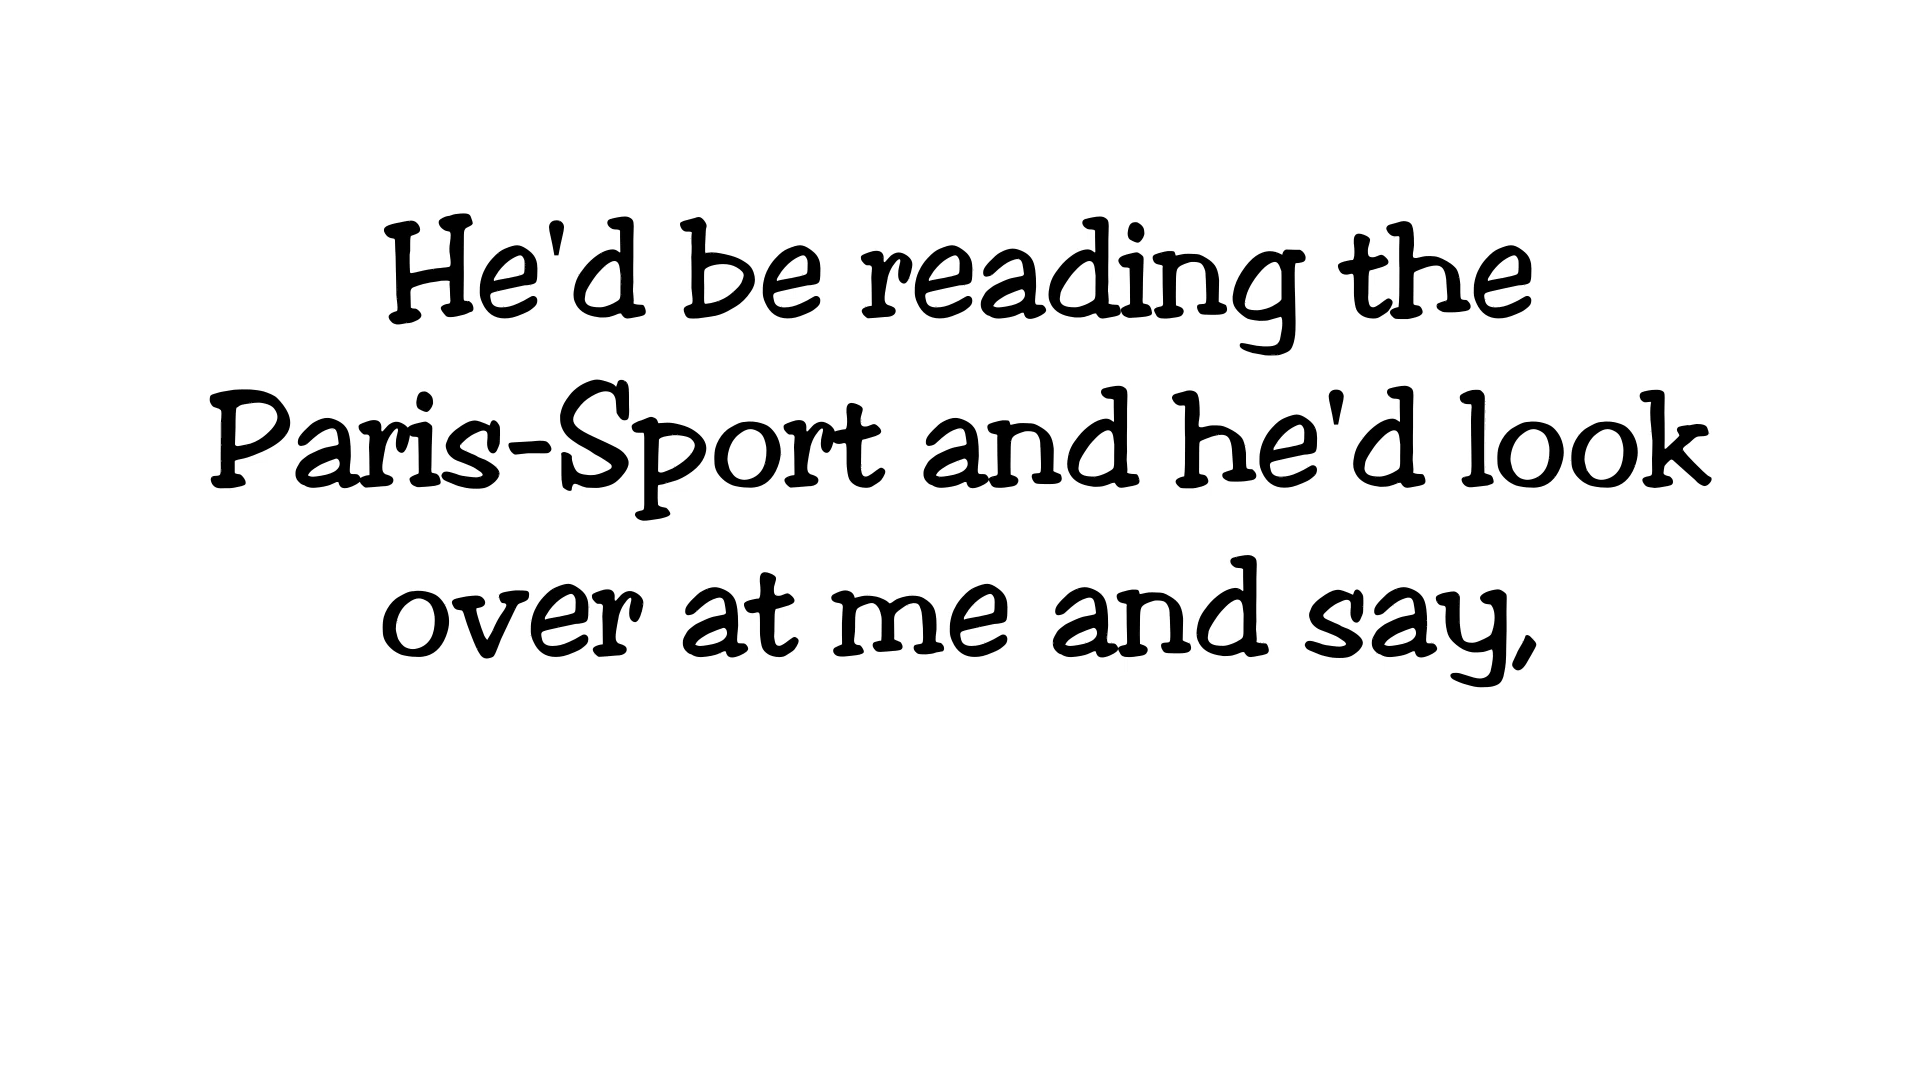 He'd be reading the
Paris-Sport and he'd look
over at me and say,